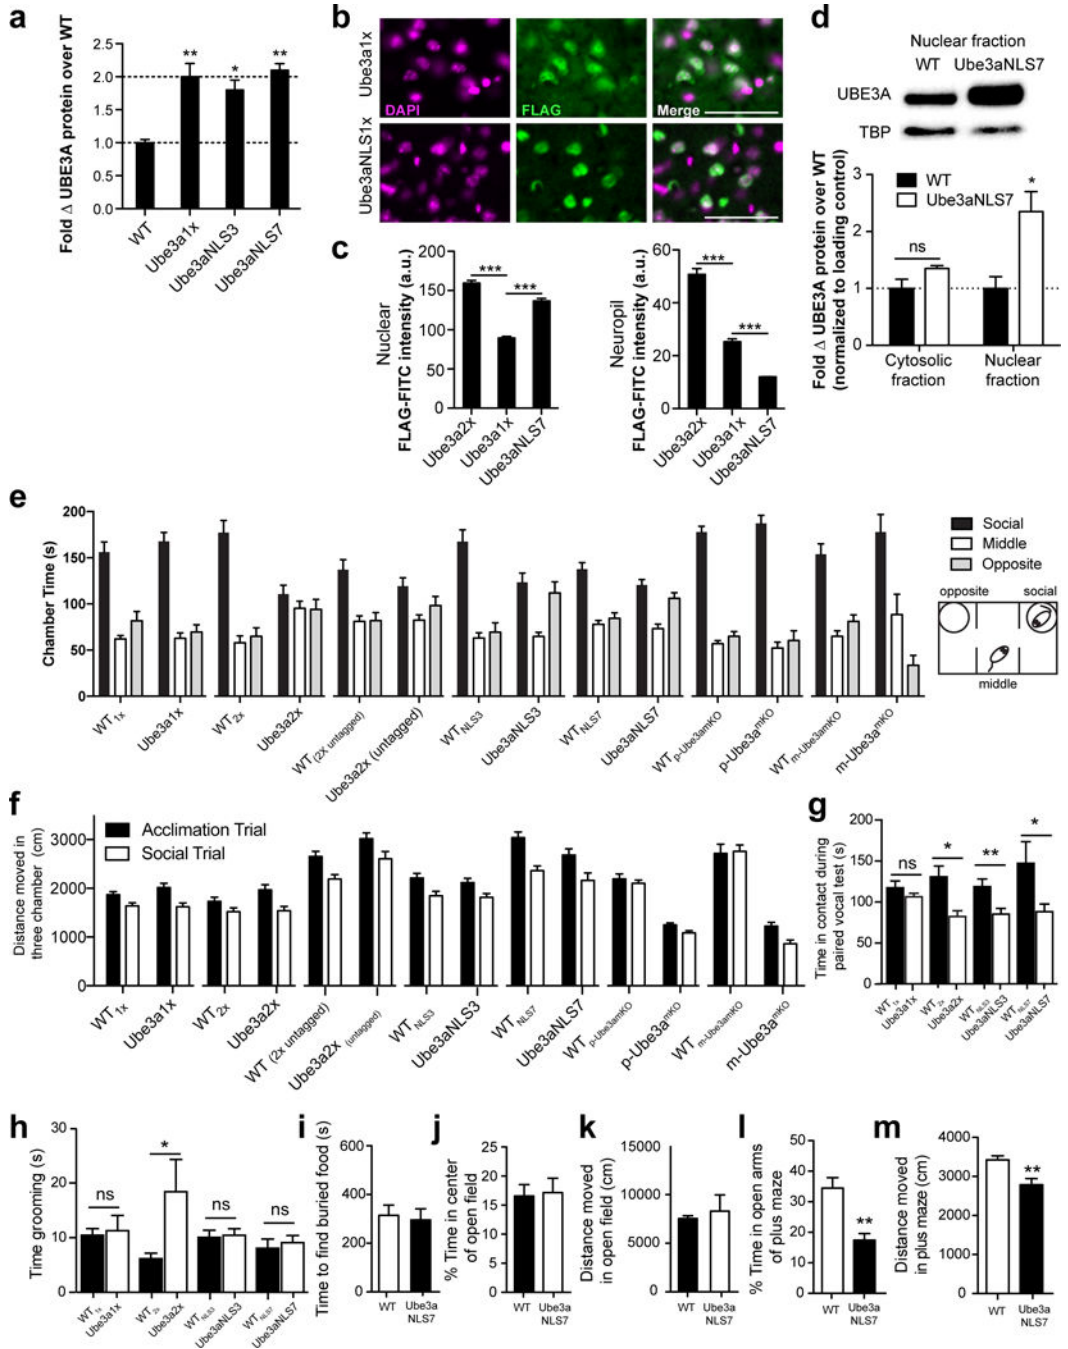 a
Fold Δ UBE3A protein over WT
2.5
2.0
1.5
1.0
0.5
0.0
** * **
WT
Ube3a1x
Ube3aNLS3
Ube3aNLS7
b
Ube3a1x
DAPI
FLAG
Merge
Ube3aNLS1x
c
Nuclear
FLAG-FITC intensity (a.u.)
200
150
100
50
0
***
***
Ube3a2x
Ube3a1x
Ube3aNLS7
Neuropil
FLAG-FITC intensity (a.u.)
60
40
20
0
***
***
Ube3a2x
Ube3a1x
Ube3aNLS7
d
Nuclear fraction
WT Ube3aNLS7
UBE3A
TBP
Fold Δ UBE3A protein over WT
(normalized to loading control)
3
2
1
0
WT
Ube3aNLS7
ns
*
Cytosolic
fraction
Nuclear
fraction
e
Chamber Time (s)
200
150
100
50
0
WT1x
Ube3a1x
WT2x
Ube3a2x
WT (2X untagged)
Ube3a2x (untagged)
WTNLS3
Ube3aNLS3
WTNLS7
Ube3aNLS7
WTp-Ube3amKO
p-Ube3amKO
WTm-Ube3amKO
m-Ube3amKO
Social
Middle
Opposite
opposite social
middle
f
Distance moved in
three chamber (cm)
3000
2000
1000
0
Acclimation Trial
Social Trial
WT1x
Ube3a1x
WT2x
Ube3a2x
WT (2x untagged)
Ube3a2x (untagged)
WTNLS3
Ube3aNLS3
WTNLS7
Ube3aNLS7
WTp-Ube3amKO
p-Ube3amKO
WTm-Ube3amKO
m-Ube3amKO
g
Time in contact during
paired vocal test (s)
200
150
100
50
0
ns * ** *
WT1x
Ube3a1x
WT2x
Ube3a2x
WTNLS3
Ube3aNLS3
WTNLS7
Ube3aNLS7
h
Time grooming (s)
30
20
10
0
ns * ns ns
WT1x
Ube3a1x
WT2x
Ube3a2x
WTNLS3
Ube3aNLS3
WTNLS7
Ube3aNLS7
i
Time to find buried food (s)
600
400
200
0
WT Ube3a
NLS7
j
% Time in center
of open field
25
20
15
10
5
0
WT Ube3a
NLS7
k
Distance moved
in open field (cm)
15000
10000
5000
0
WT Ube3a
NLS7
l
% Time in open arms
of plus maze
50
40
30
20
10
0
**
WT Ube3a
NLS7
m
Distance moved
in plus maze (cm)
4000
3000
2000
1000
0
**
WT Ube3a
NLS7